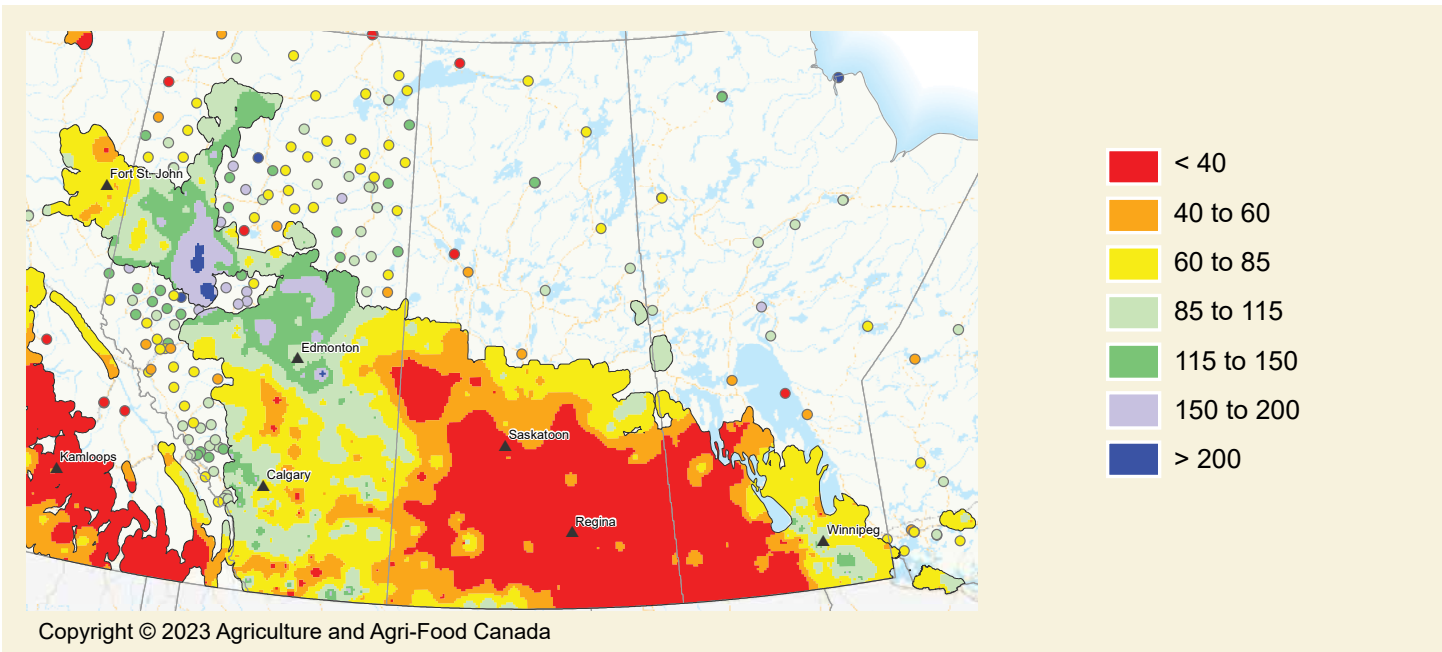 Fort St. John
Edmonton
Saskatoon
Kamloops
Calgary
Regina
Winnipeg
< 40
40 to 60
60 to 85
85 to 115
115 to 150
150 to 200
> 200
Copyright © 2023 Agriculture and Agri-Food Canada